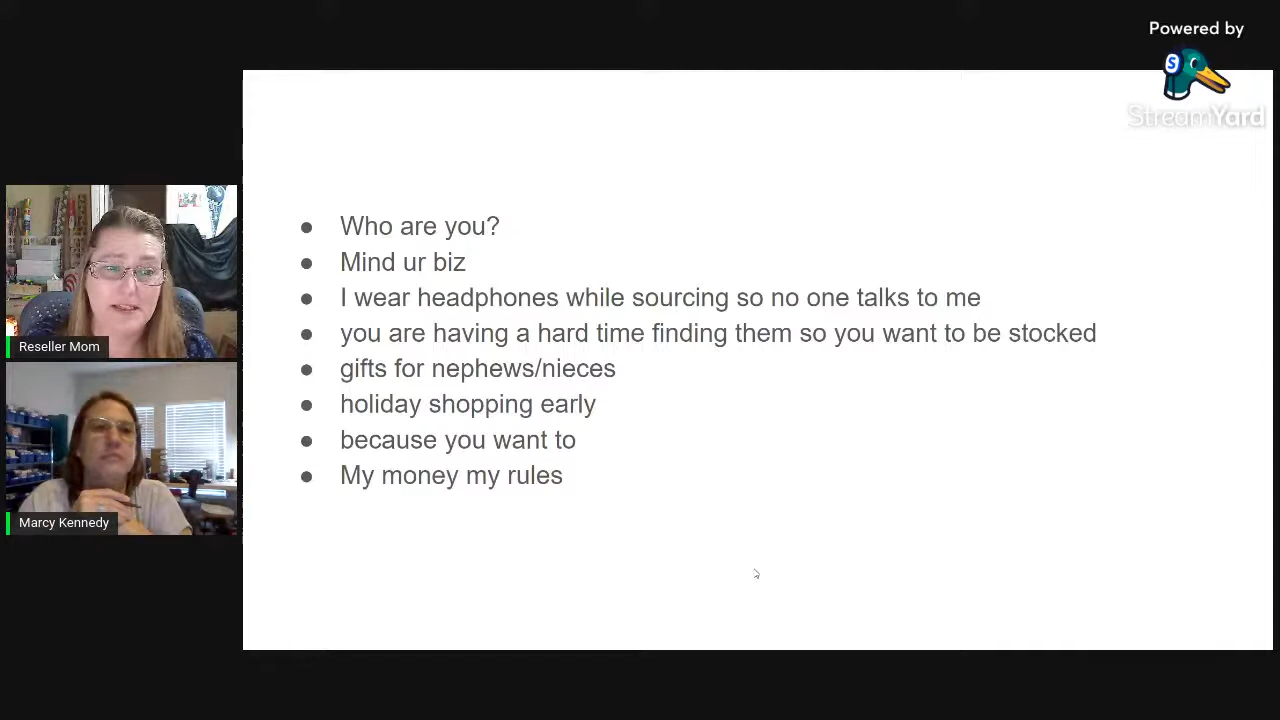 Powered by
S
StreamYard
Who are you?
Mind ur biz
I wear headphones while sourcing so no one talks to me
you are having a hard time finding them so you want to be stocked
gifts for nephews/nieces
holiday shopping early
because you want to
My money my rules
Reseller Mom
Marcy Kennedy